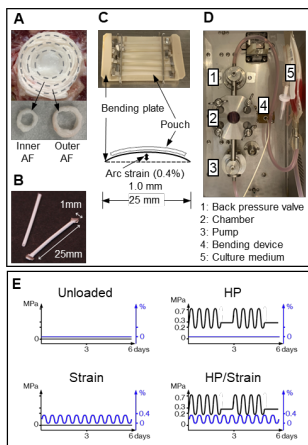 A
Inner
AF
Outer
AF
B
1mm
25mm
C
Bending plate
Pouch
Arc strain (0.4%)
1.0 mm
25 mm
D
1
2
3
4
5
1: Back pressure valve
2: Chamber
3: Pump
4: Bending device
5: Culture medium
E
Unloaded
MPa
%
0
0
3
6 days
HP
MPa
%
0.7
0.3
0
0
3
6 days
Strain
MPa
%
0.4
0
0
3
6 days
HP/Strain
MPa
%
0.7
0.3
0
0.4
0
3
6 days